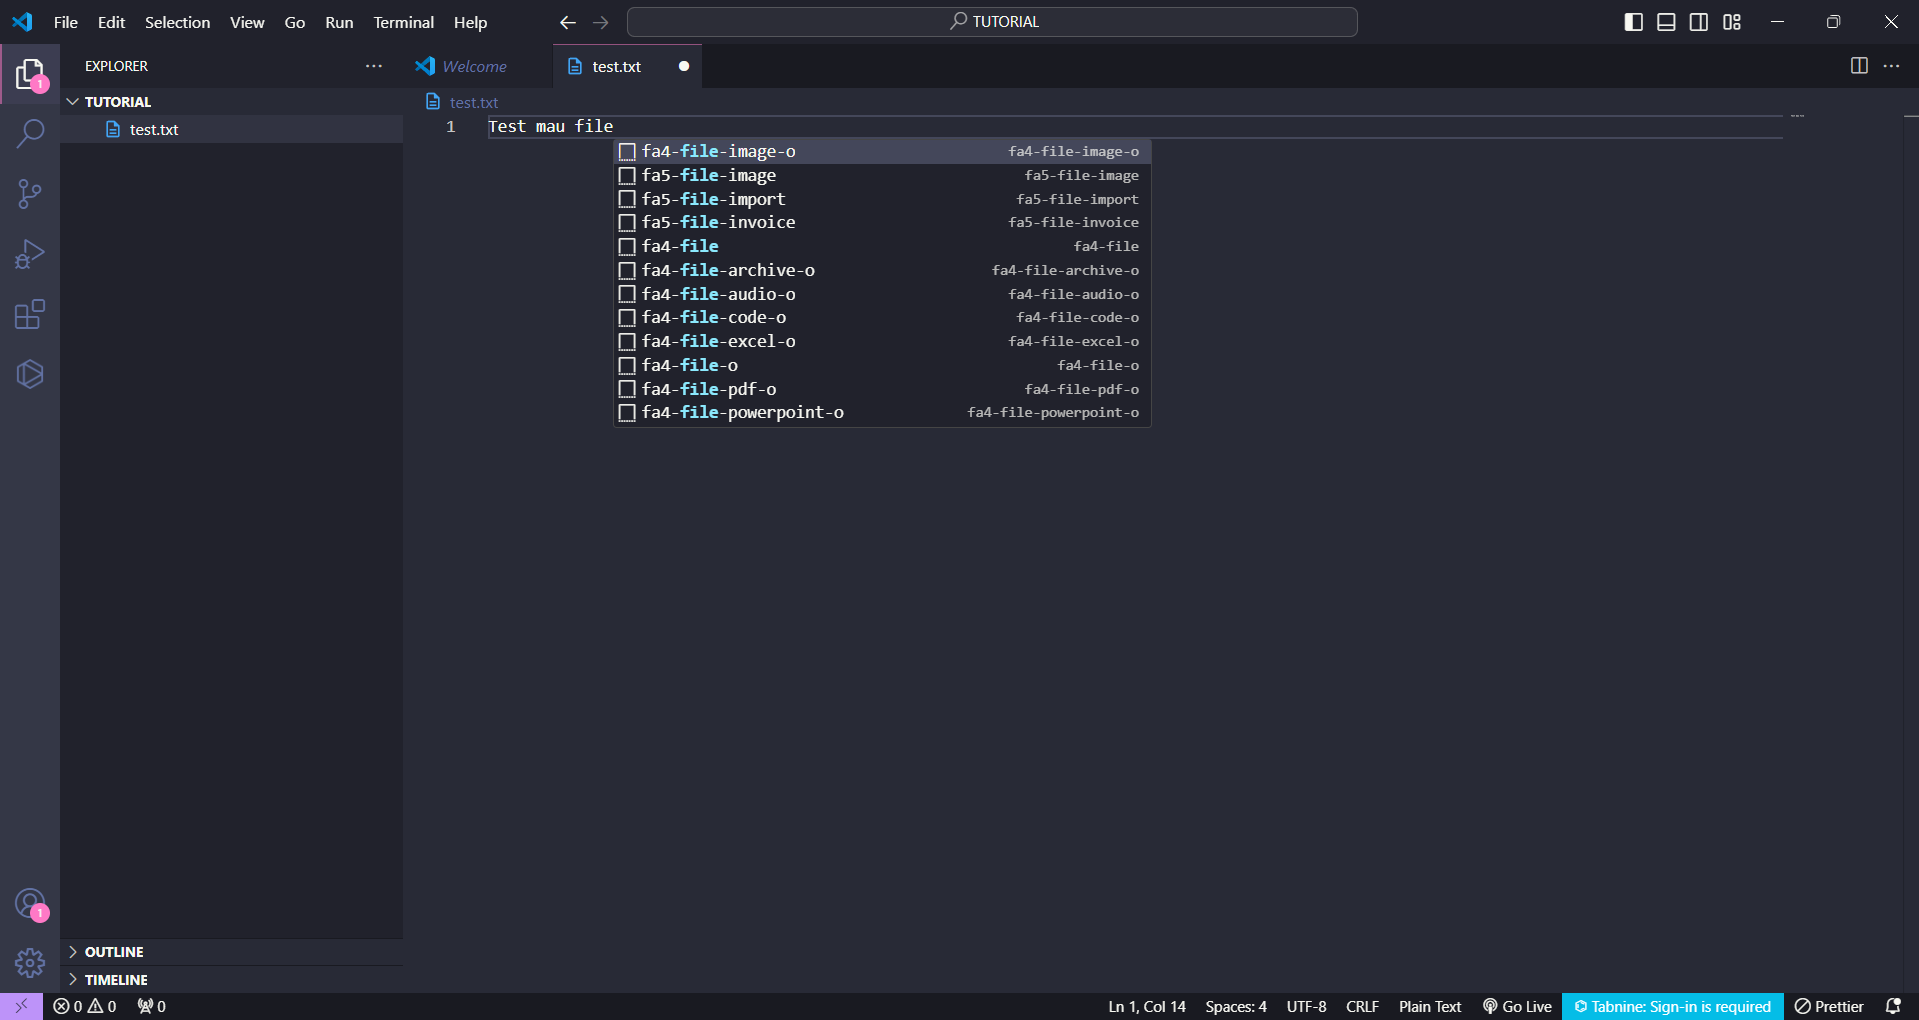 File Edit Selection View Go Run Terminal Help
TUTORIAL
EXPLORER
Welcome
test.txt
1
TUTORIAL
test.txt
test.txt
1 Test mau file
fa4-file-image-o fa4-file-image-o
fa5-file-image fa5-file-image
fa5-file-import fa5-file-import
fa5-file-invoice fa5-file-invoice
fa4-file fa4-file
fa4-file-archive-o fa4-file-archive-o
fa4-file-audio-o fa4-file-audio-o
fa4-file-code-o fa4-file-code-o
fa4-file-excel-o fa4-file-excel-o
fa4-file-o fa4-file-o
fa4-file-pdf-o fa4-file-pdf-o
fa4-file-powerpoint-o fa4-file-powerpoint-o
1
OUTLINE
TIMELINE
0 0 0 Ln 1, Col 14 Spaces: 4 UTF-8 CRLF Plain Text Go Live Tabnine: Sign-in is required Prettier